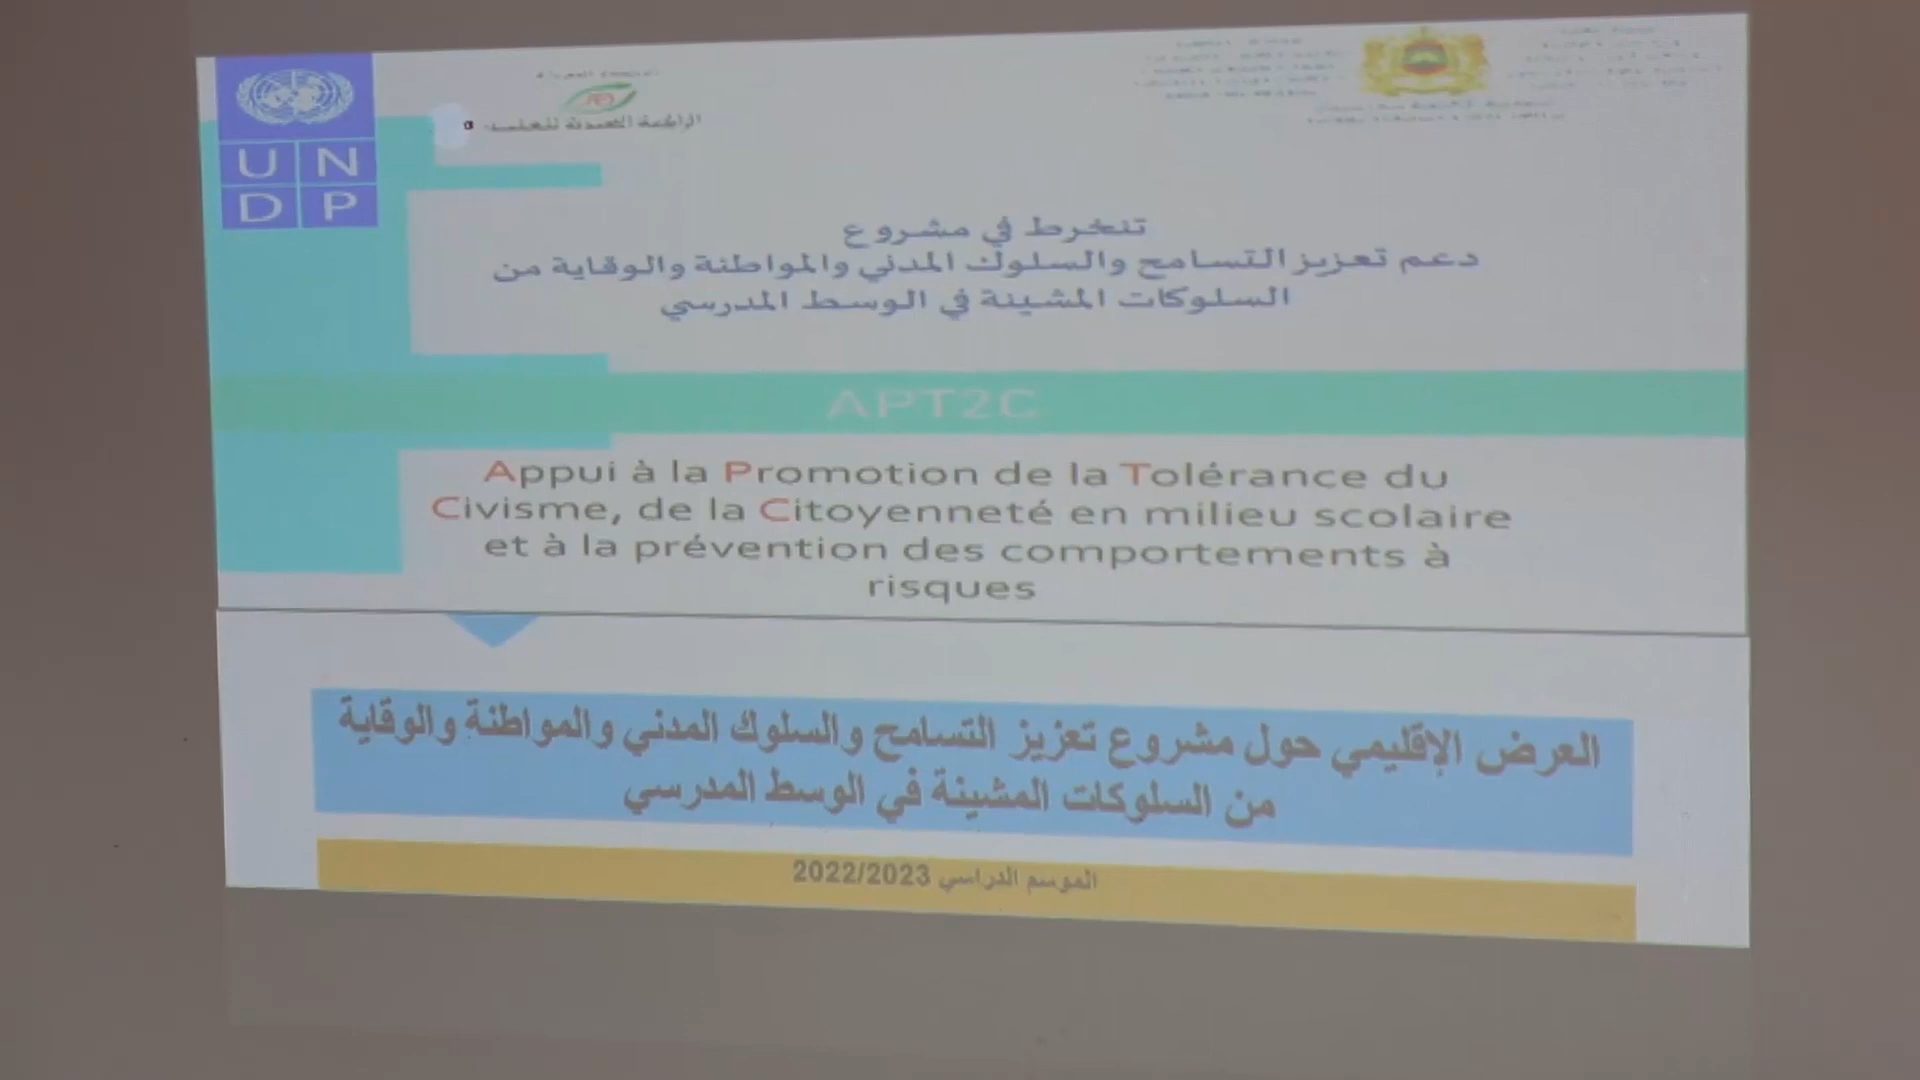 UN
DP
الرابطة المحمدية للعلماء
تنخرط في مشروع
دعم تعزيز التسامح والسلوك المدني والمواطنة والوقاية من
السلوكات المشينة في الوسط المدرسي
APT2C
Appui à la Promotion de la Tolérance du
Civisme, de la Citoyenneté en milieu scolaire
et à la prévention des comportements à
risques
العرض الإقليمي حول مشروع تعزيز التسامح والسلوك المدني والمواطنة والوقاية
من السلوكات المشينة في الوسط المدرسي
الموسم الدراسي 2022/2023